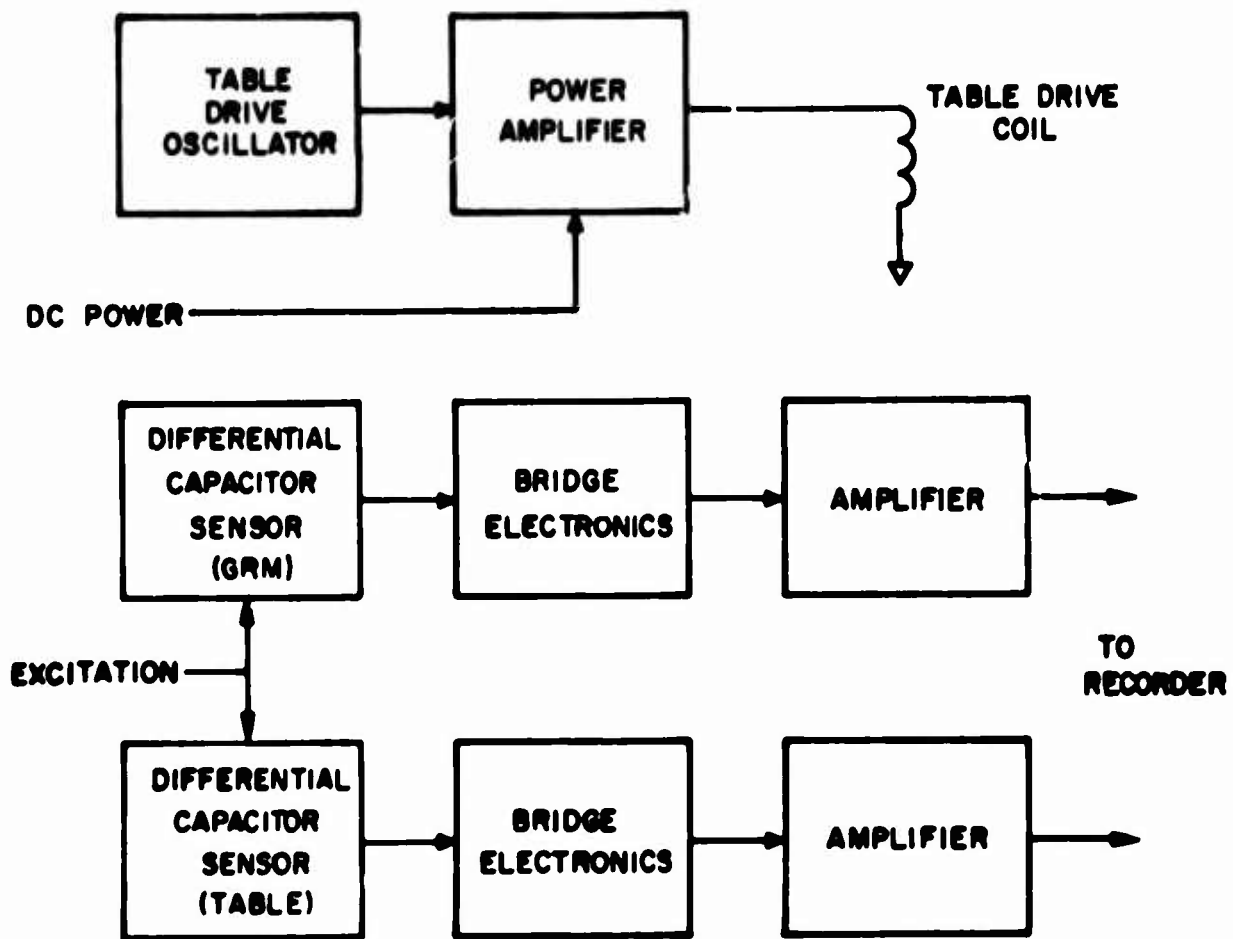 TABLE
DRIVE
OSCILLATOR
POWER
AMPLIFIER
TABLE DRIVE
COIL
DC POWER
DIFFERENTIAL
CAPACITOR
SENSOR
(GRM)
BRIDGE
ELECTRONICS
AMPLIFIER
EXCITATION
TO
RECORDER
DIFFERENTIAL
CAPACITOR
SENSOR
(TABLE)
BRIDGE
ELECTRONICS
AMPLIFIER